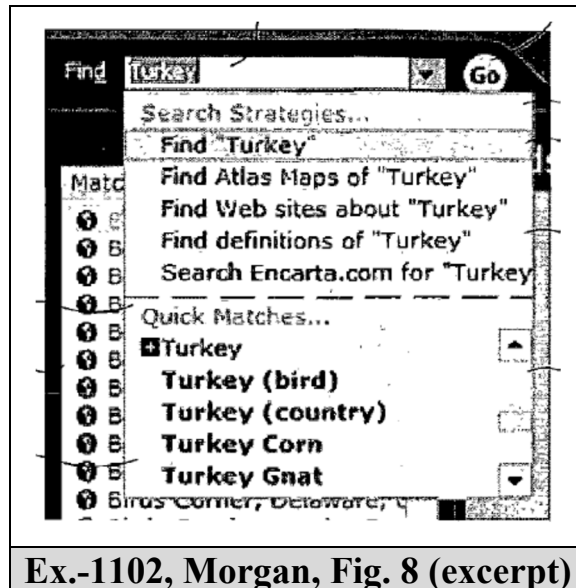 Find Turkey Go
Search Strategies...
Find "Turkey"
Find Atlas Maps of "Turkey"
Find Web sites about "Turkey"
Find definitions of "Turkey"
Search Encarta.com for "Turkey
Matc
Quick Matches...
Turkey
Turkey (bird)
Turkey (country)
Turkey Corn
Turkey Gnat
Ex.-1102, Morgan, Fig. 8 (excerpt)